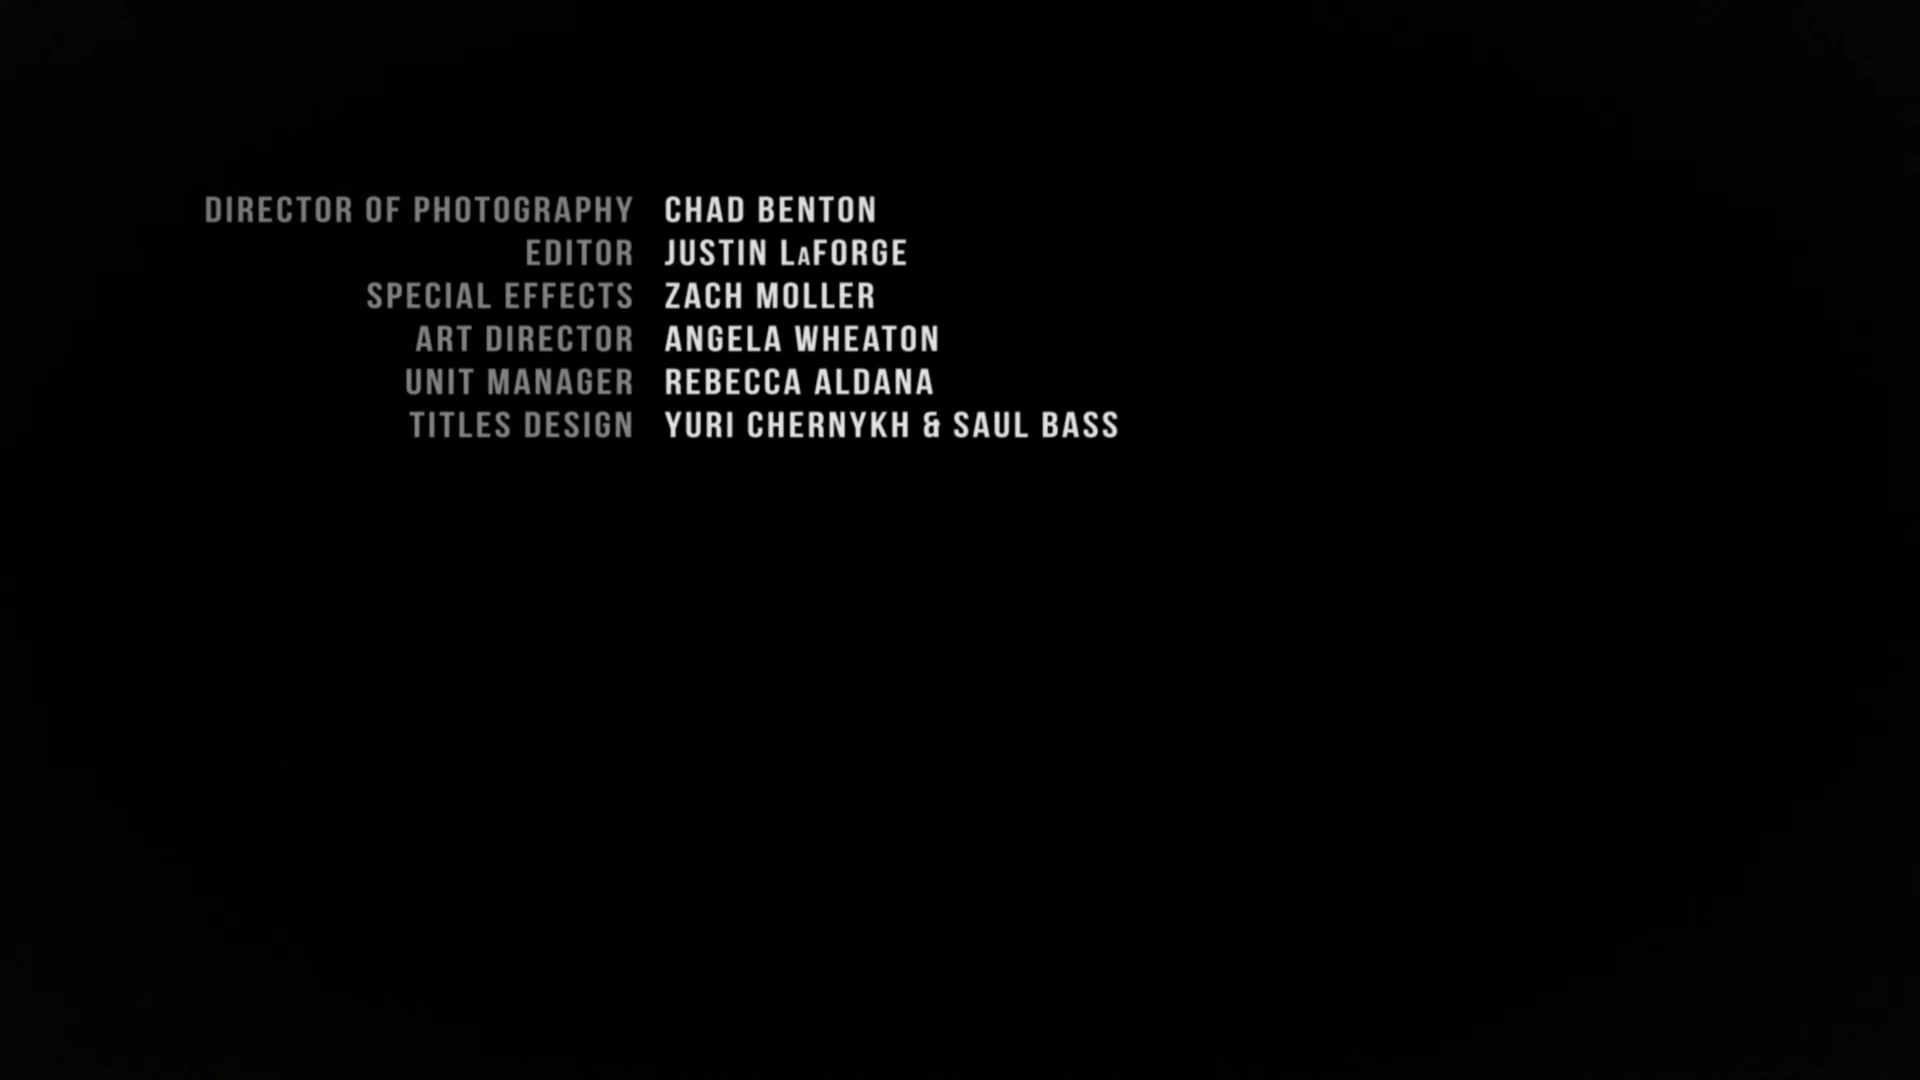 DIRECTOR OF PHOTOGRAPHY CHAD BENTON
EDITOR JUSTIN LaFORGE
SPECIAL EFFECTS ZACH MOLLER
ART DIRECTOR ANGELA WHEATON
UNIT MANAGER REBECCA ALDANA
TITLES DESIGN YURI CHERNYKH & SAUL BASS